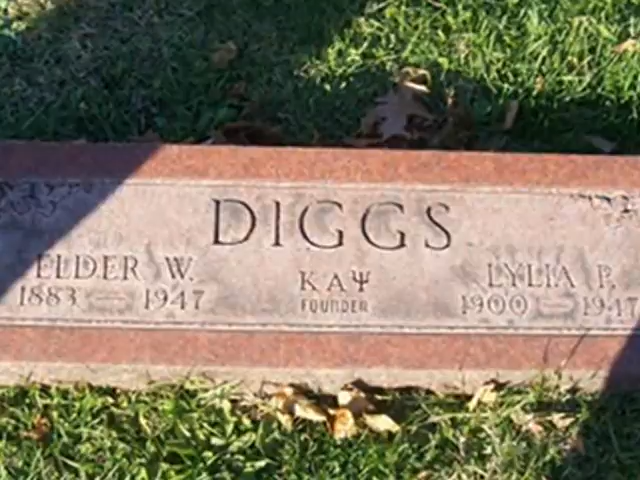 DIGGS
ELDER W.
1883 — 1947
ΚΑΨ
FOUNDER
LYLIA P.
1900 — 1947